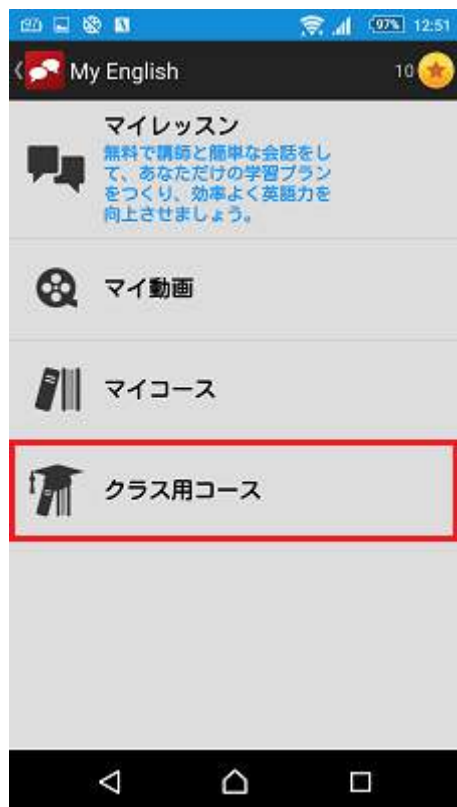 97% 12:51
My English 10
マイレッスン
無料で講師と簡単な会話をし
て、あなただけの学習プラン
をつくり、効率よく英語力を
向上させましょう。
マイ動画
マイコース
クラス用コース